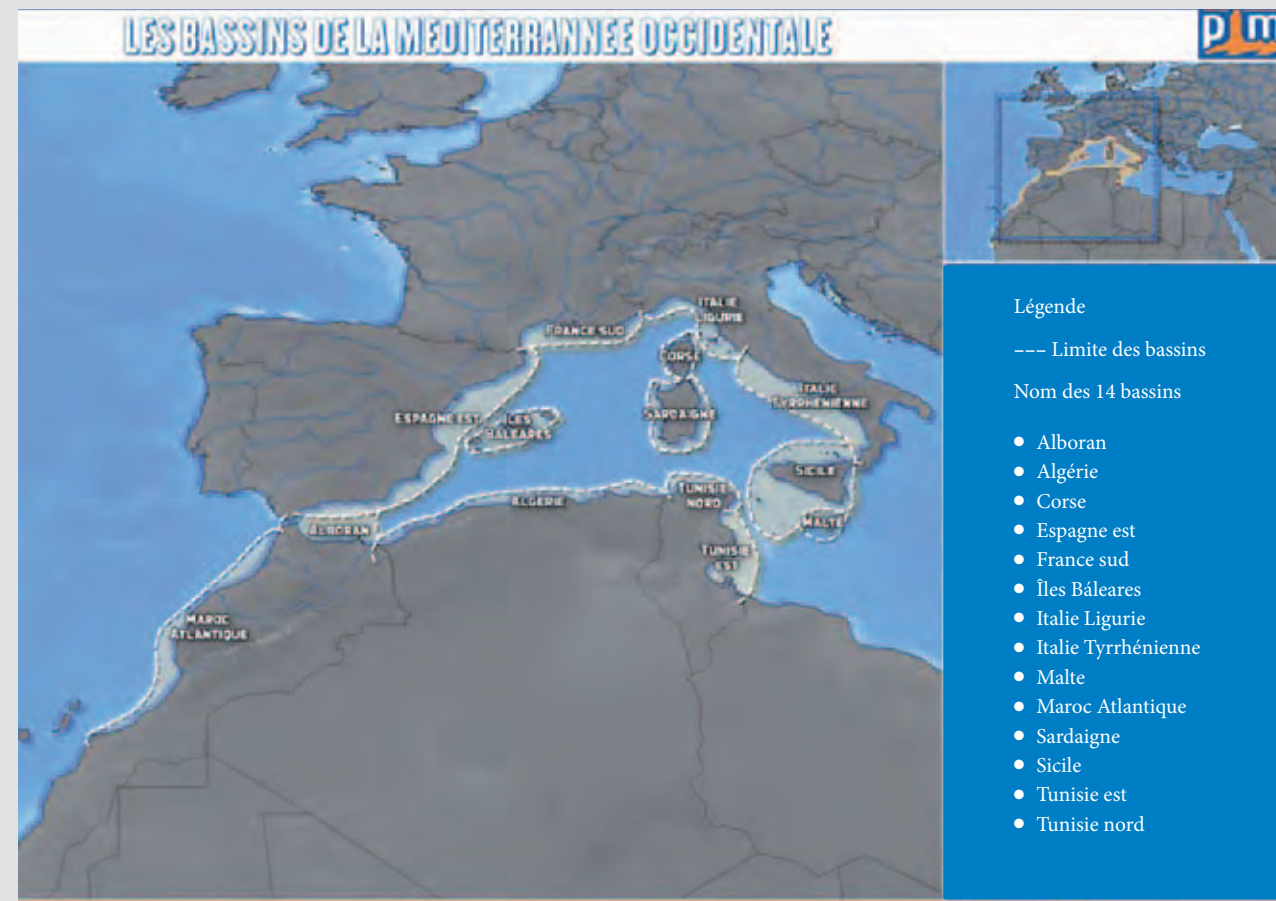 LES BASSINS DE LA MEDITERRANNEE OCCIDENTALE
ITALIE
LIGURIE
FRANCE SUD
CORSE
ITALIE
TYRRHENIENNE
ESPAGNE EST
LES
BALEARES
SARDAIGNE
SICILE
TUNISIE
NORD
ALGERIE
MALTE
ALBORAN
TUNISIE
EST
MAROC
ATLANTIQUE
Légende
--- Limite des bassins
Nom des 14 bassins
● Alboran
● Algérie
● Corse
● Espagne est
● France sud
● Îles Báleares
● Italie Ligurie
● Italie Tyrrhénienne
● Malte
● Maroc Atlantique
● Sardaigne
● Sicile
● Tunisie est
● Tunisie nord